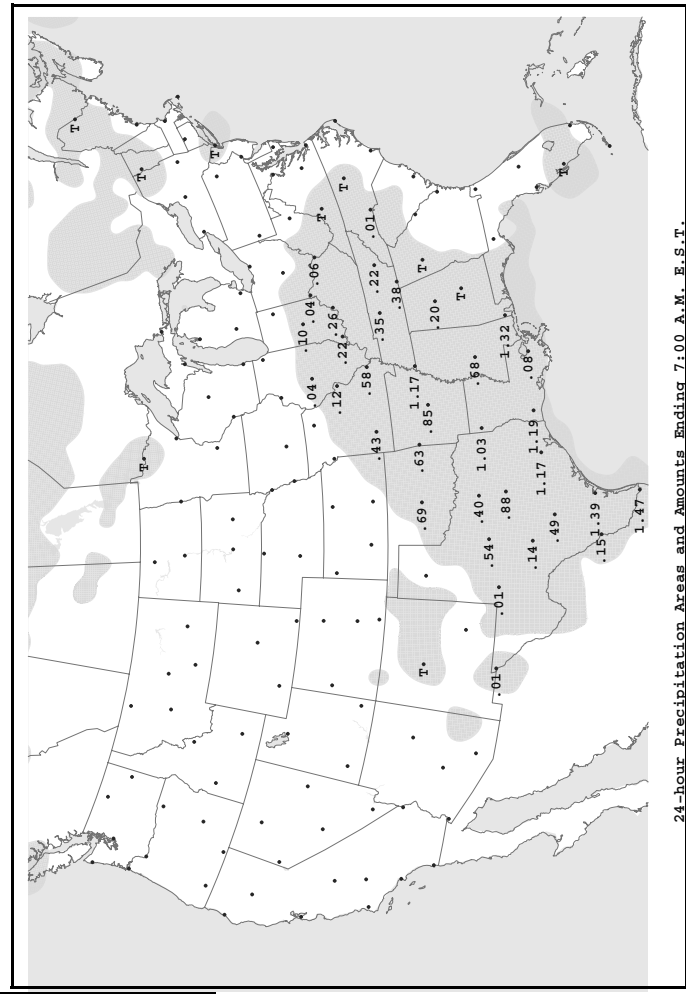 T
T T
T
.10
.04 .04 .06
T
.26
.12 .22 T
.58 .01
.43 .35 .22
.38
1.17
T .69 .63 T
.85 .20
T
.68
.40 1.03
.54
.01 .01
.88 1.32
.08
.14 1.19
1.17
.49
T
.15 1.39
1.47
24-hour Precipitation Areas and Amounts Ending 7:00 A.M. E.S.T.